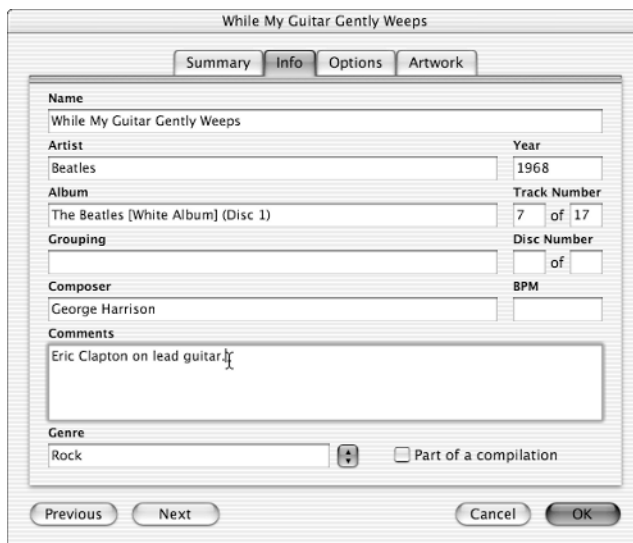 While My Guitar Gently Weeps
Summary Info Options Artwork
Name
While My Guitar Gently Weeps
Artist Year
Beatles 1968
Album Track Number
The Beatles [White Album] (Disc 1) 7 of 17
Grouping Disc Number
of
Composer BPM
George Harrison
Comments
Eric Clapton on lead guitar.
Genre
Rock Part of a compilation
Previous Next Cancel OK